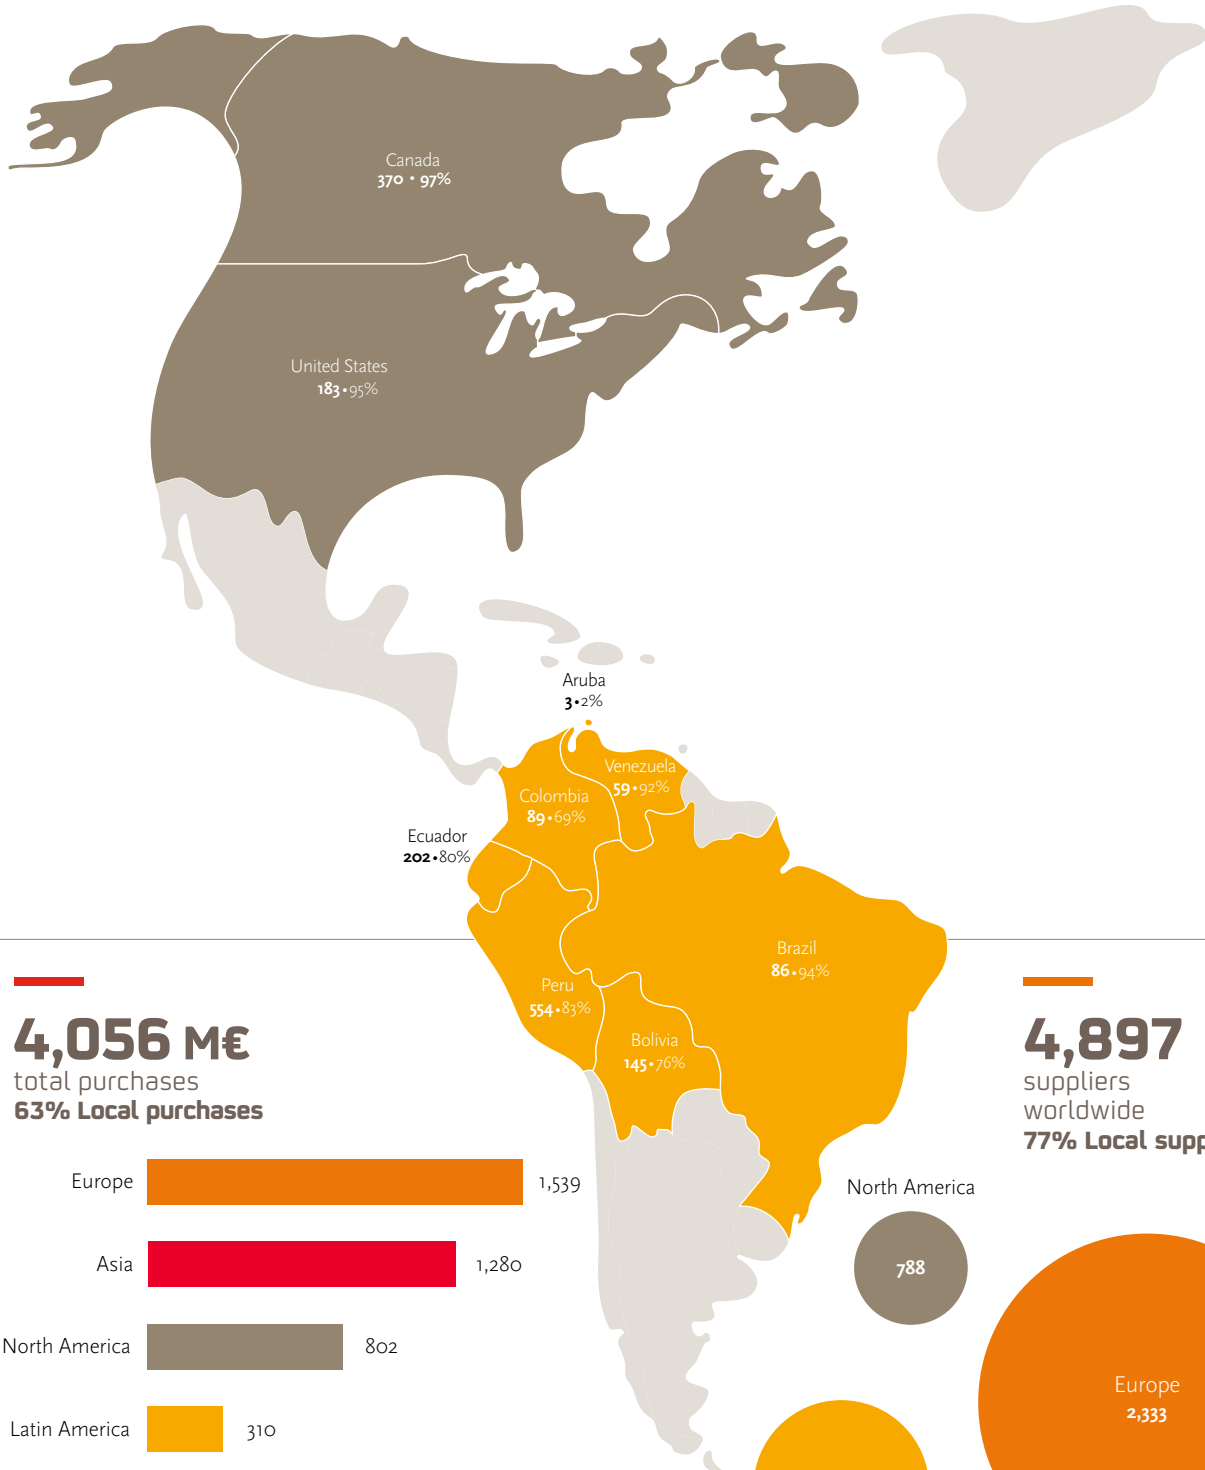 Canada
370 • 97%
United States
183•95%
Aruba
3•2%
Venezuela
59•92%
Colombia
89•69%
Ecuador
202•80%
Brazil
86•94%
Peru
554•83%
Bolivia
145•76%
4,056 M€
total purchases
63% Local purchases
Europe 1,539
Asia 1,280
North America 802
Latin America 310
4,897
suppliers
worldwide
77% Local
North America
788
Europe
2,333